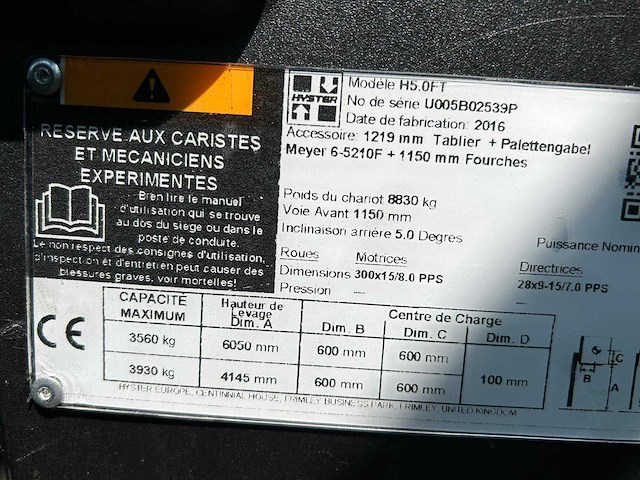 HYSTER
Modèle H5.0FT
No de série U005B02539P
Date de fabrication: 2016
Accessoire: 1219 mm Tablier + Palettengabel
Meyer 6-5210F + 1150 mm Fourches
RESERVE AUX CARISTES
ET MECANICIENS
EXPERIMENTES
Bien lire le manuel
d'utilisation qui se trouve
au dos du siège ou dans le
poste de conduite.
Le non respect des consignes d'utilisation,
d'inspection et d'entretien peut causer des
blessures graves, voir mortelles!
Poids du chariot 8830 kg
Voie Avant 1150 mm
Inclinaison arrière 5.0 Degres
Puissance Nomin
Roues Motrices Directrices
Dimensions 300x15/8.0 PPS 28x9-15/7.0 PPS
Pression —
CAPACITÉ MAXIMUM
Hauteur de Levage Dim. A
Centre de Charge
Dim. B Dim. C Dim. D
3560 kg 6050 mm 600 mm 600 mm
100 mm
3930 kg 4145 mm 600 mm 600 mm
CE
B C A
HYSTER EUROPE, CENTINNIAL HOUSE, FRIMLEY BUSINESS PARK, FRIMLEY, UNITED KINGDOM